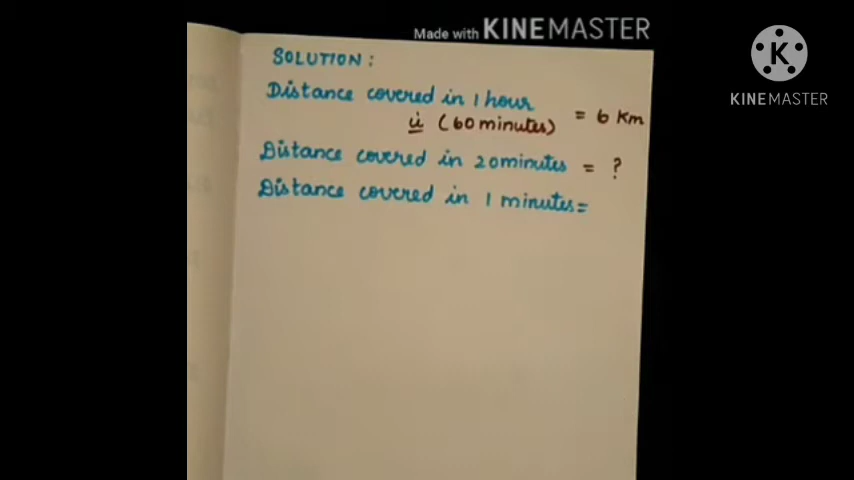 Made with KINEMASTER
KINEMASTER
SOLUTION :
Distance covered in 1 hour
(60 minutes) = 6 Km
Distance covered in 20 minutes = ?
Distance covered in 1 minutes=